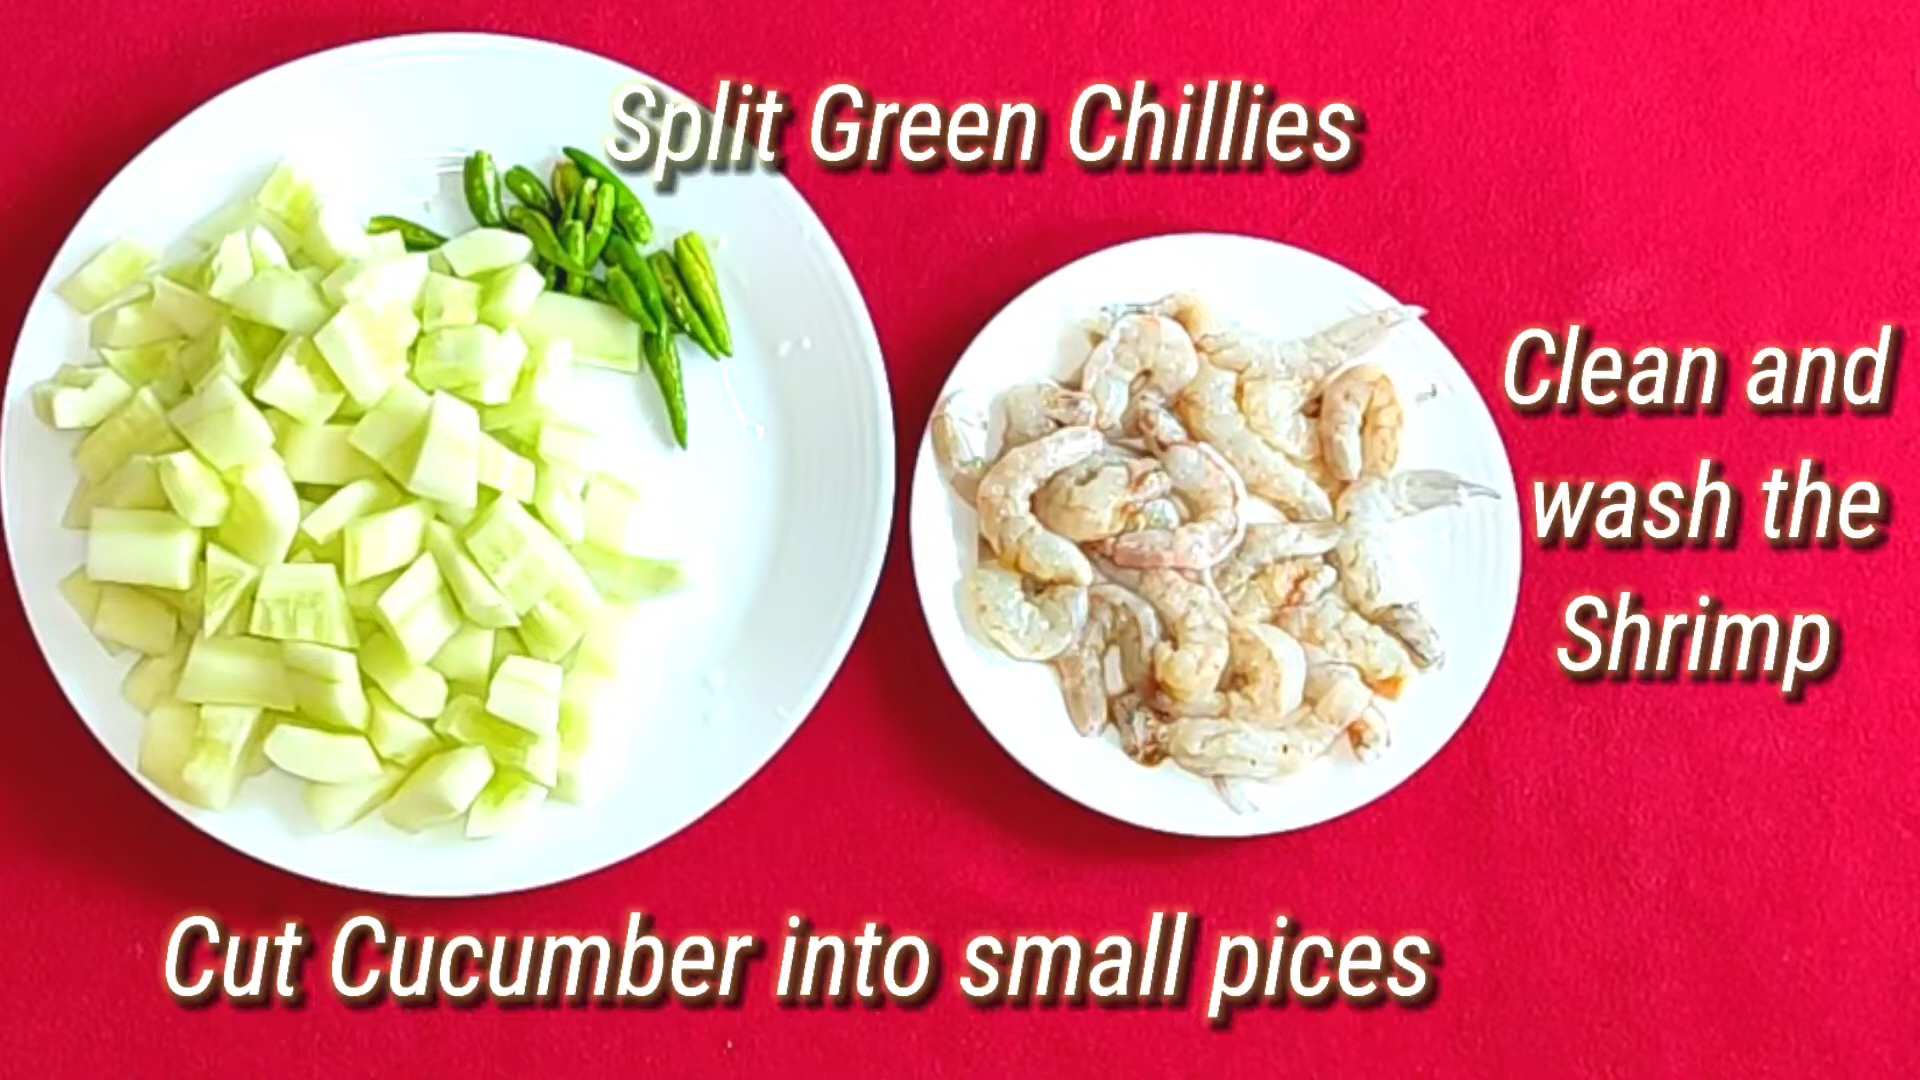 Split Green Chillies
Clean and
wash the
Shrimp
Cut Cucumber into small pices